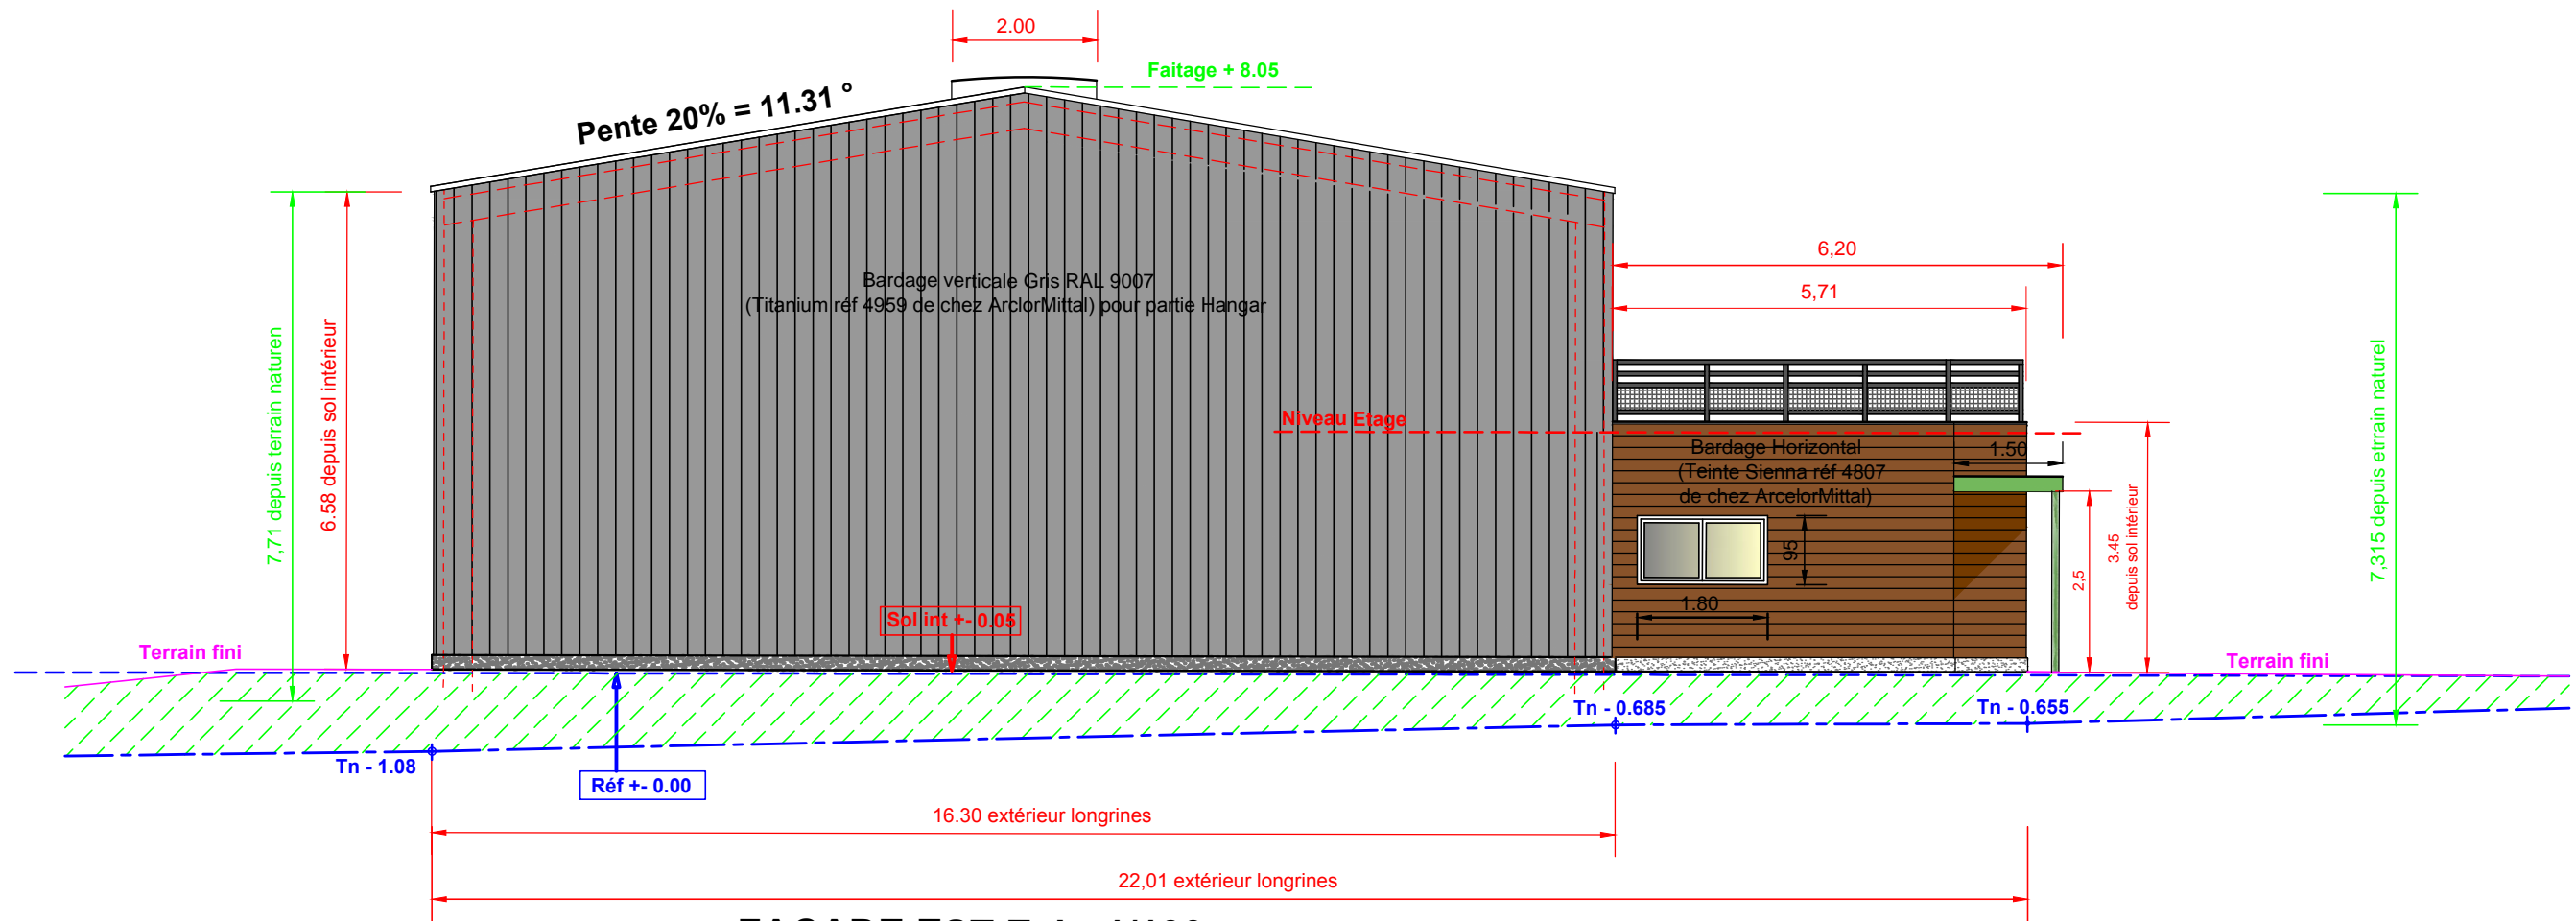 2.00
Faitage + 8.05
Pente 20% = 11.31 °
6,20
5,71
Bardage verticale Gris RAL 9007
(Titanium réf 4959 de chez ArclorMittal) pour partie Hangar
7,71 depuis terrain naturen
6.58 depuis sol intérieur
7,315 depuis etrrain naturel
Niveau Etage
Bardage Horizontal
(Teinte Sienna réf 4807
de chez ArcelorMittal)
1.50
95
1.80
2,5
3.45
depuis sol intérieur
Sol int +- 0.05
Terrain fini
Terrain fini
Tn - 0.685
Tn - 0.655
Tn - 1.08
Réf +- 0.00
16.30 extérieur longrines
22,01 extérieur longrines